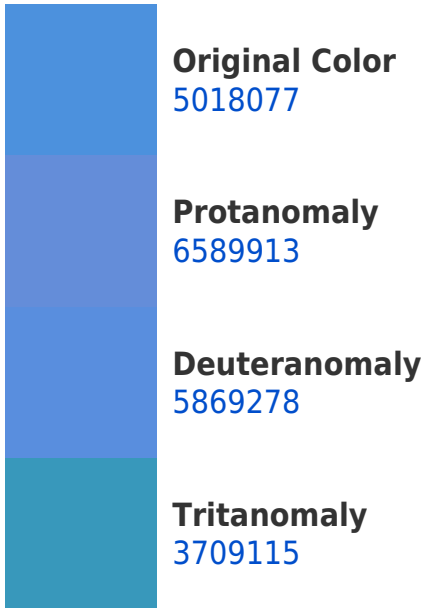 Original Color
5018077
Protanomaly
6589913
Deuteranomaly
5869278
Tritanomaly
3709115